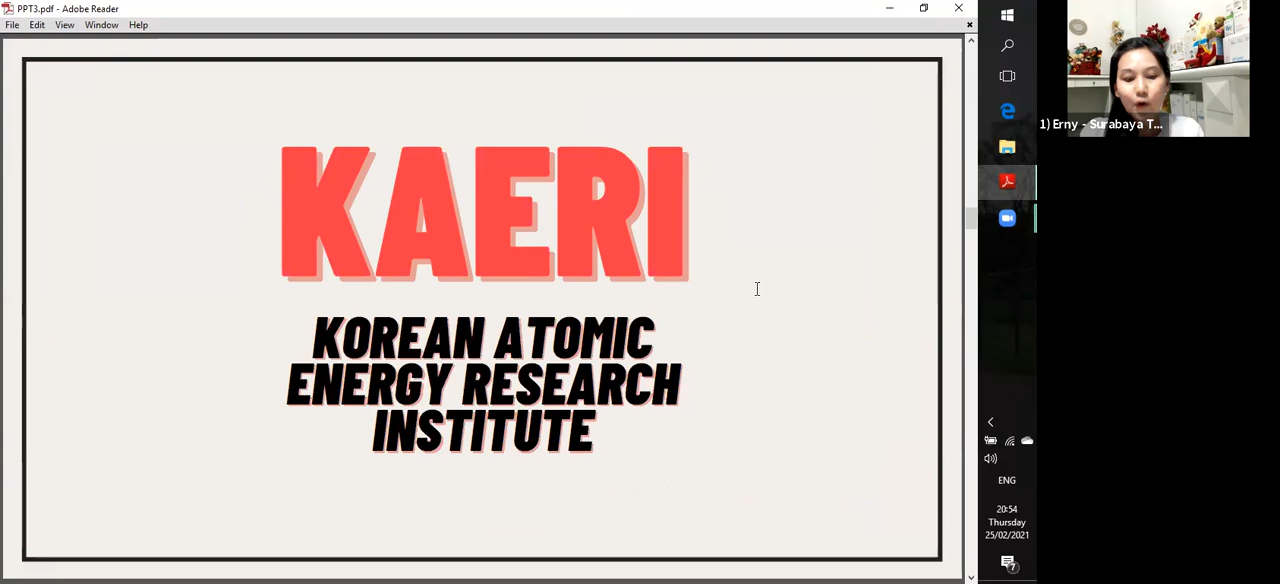 PPT3.pdf - Adobe Reader
File Edit View Window Help
KAERI
KOREAN ATOMIC
ENERGY RESEARCH
INSTITUTE
1) Erny - Surabaya T...
ENG
20:54
Thursday
25/02/2021
7